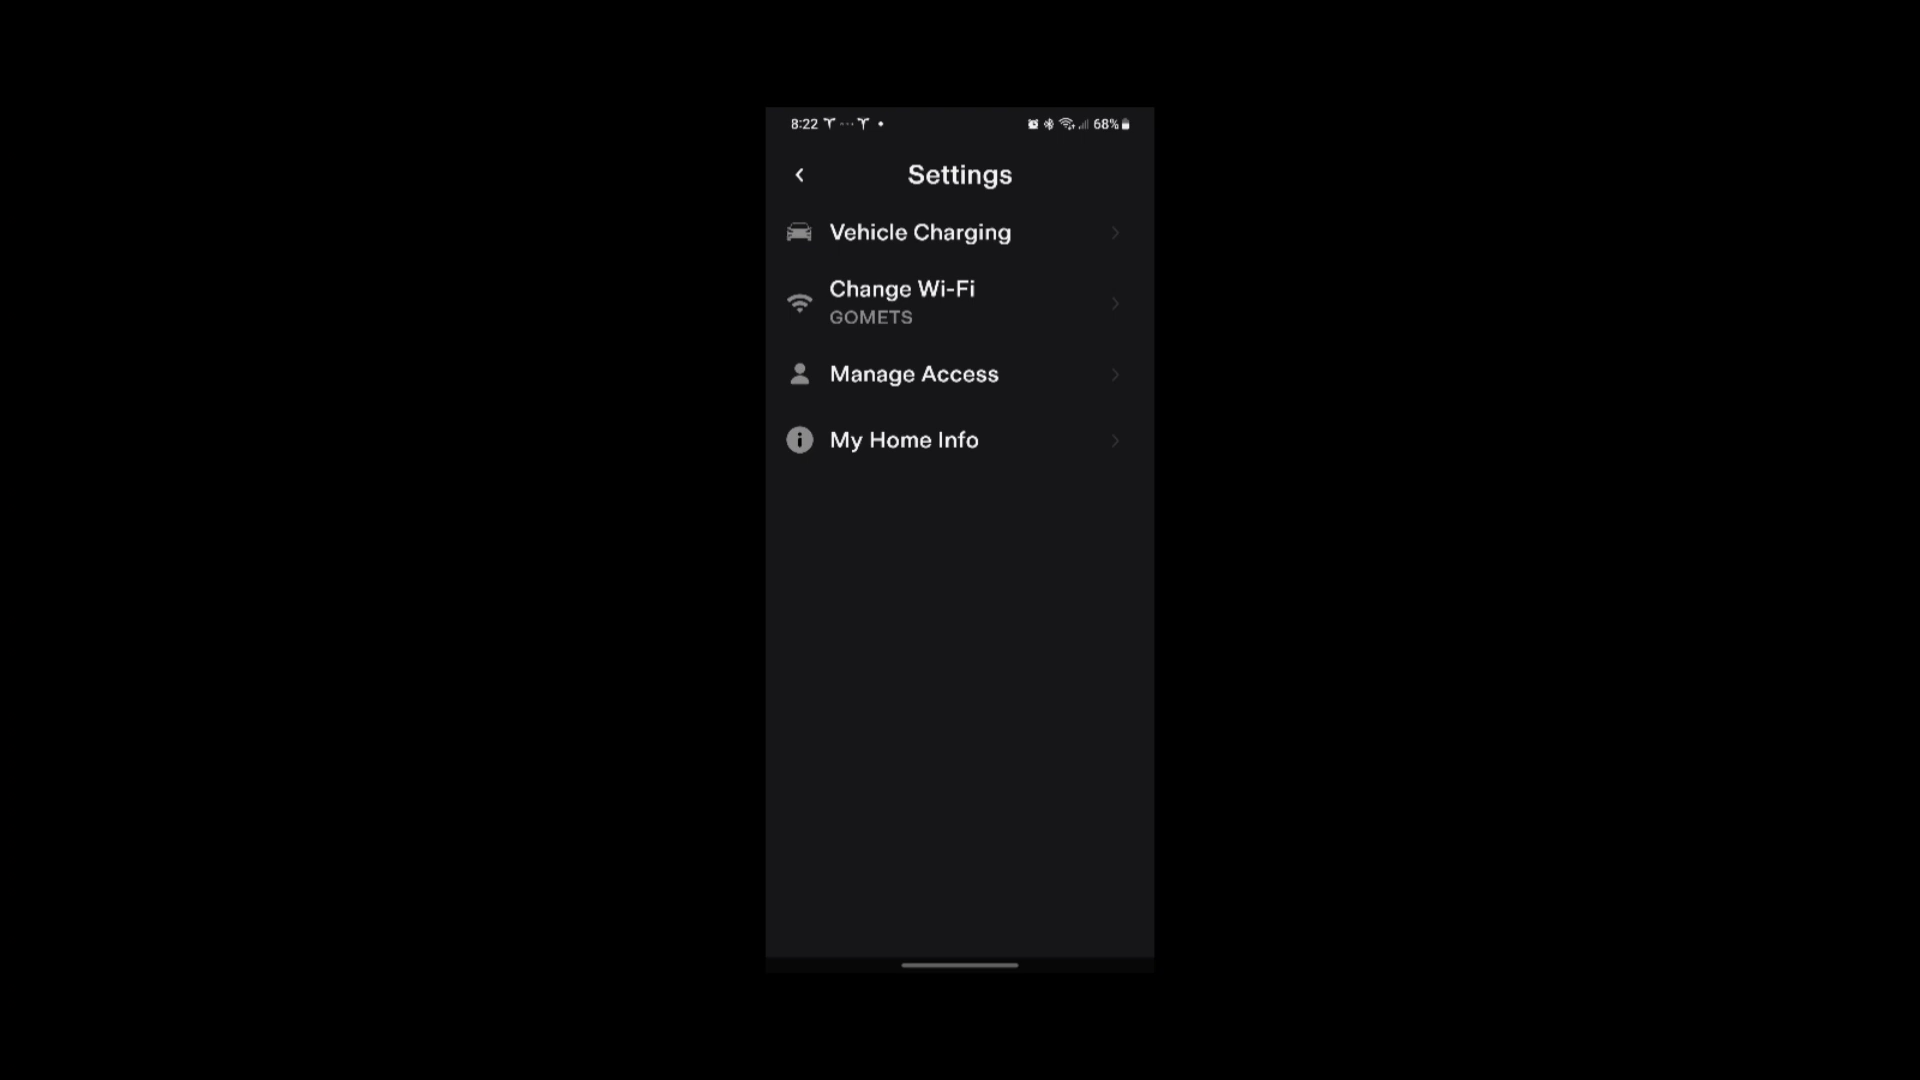 8:22
68%
Settings
Vehicle Charging
Change Wi-Fi
GOMETS
Manage Access
My Home Info